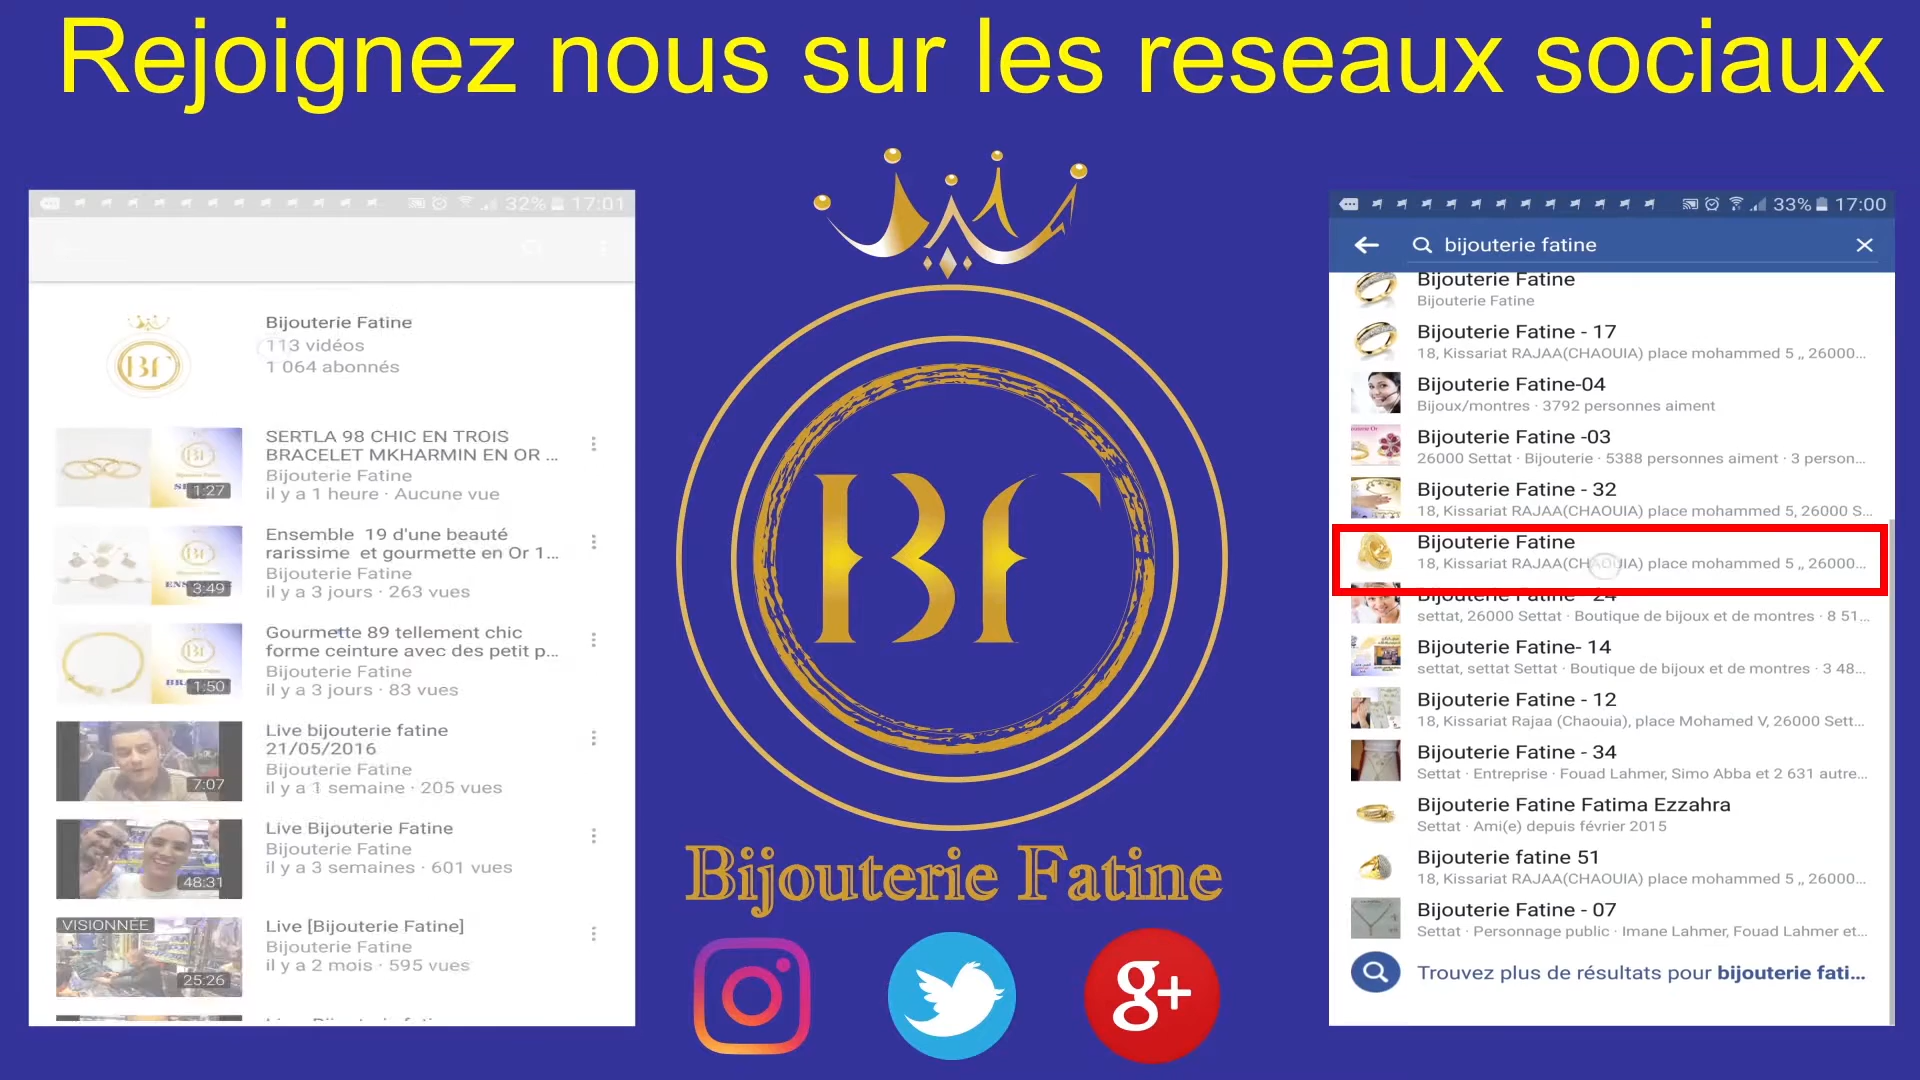 Rejoignez nous sur les reseaux sociaux
32% 17:01
Bijouterie Fatine
113 vidéos
1 064 abonnés
SERTLA 98 CHIC EN TROIS
BRACELET MKHARMIN EN OR ...
Bijouterie Fatine
il y a 1 heure · Aucune vue
1:27
Ensemble 19 d'une beauté
rarissime et gourmette en Or 1...
Bijouterie Fatine
il y a 3 jours · 263 vues
3:49
Gourmette 89 tellement chic
forme ceinture avec des petit p...
Bijouterie Fatine
il y a 3 jours · 83 vues
1:50
Live bijouterie fatine
21/05/2016
Bijouterie Fatine
il y a 1 semaine · 205 vues
7:07
Live Bijouterie Fatine
Bijouterie Fatine
il y a 3 semaines · 601 vues
48:31
VISIONNÉE
Live [Bijouterie Fatine]
Bijouterie Fatine
il y a 2 mois · 595 vues
25:26
BF
Bijouterie Fatine
g+
33% 17:00
bijouterie fatine
Bijouterie Fatine
Bijouterie Fatine
Bijouterie Fatine - 17
18, Kissariat RAJAA(CHAOUIA) place mohammed 5 ,, 26000...
Bijouterie Fatine-04
Bijoux/montres · 3792 personnes aiment
Bijouterie Fatine -03
26000 Settat · Bijouterie · 5388 personnes aiment · 3 person...
Bijouterie Fatine - 32
18, Kissariat RAJAA(CHAOUIA) place mohammed 5, 26000 S...
Bijouterie Fatine
18, Kissariat RAJAA(CHAOUIA) place mohammed 5 ,, 26000...
Bijouterie Fatine - 24
settat, 26000 Settat · Boutique de bijoux et de montres · 8 51...
Bijouterie Fatine- 14
settat, settat Settat · Boutique de bijoux et de montres · 3 48...
Bijouterie Fatine - 12
18, Kissariat Rajaa (Chaouia), place Mohamed V, 26000 Sett...
Bijouterie Fatine - 34
Settat · Entreprise · Fouad Lahmer, Simo Abba et 2 631 autre...
Bijouterie Fatine Fatima Ezzahra
Settat · Ami(e) depuis février 2015
Bijouterie fatine 51
18, Kissariat RAJAA(CHAOUIA) place mohammed 5 ,, 26000...
Bijouterie Fatine - 07
Settat · Personnage public · Imane Lahmer, Fouad Lahmer et...
Trouvez plus de résultats pour bijouterie fati...